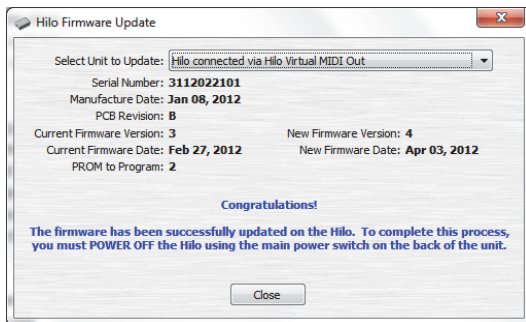 Hilo Firmware Update
Select Unit to Update: Hilo connected via Hilo Virtual MIDI Out
Serial Number: 3112022101
Manufacture Date: Jan 08, 2012
PCB Revision: B
Current Firmware Version: 3 New Firmware Version: 4
Current Firmware Date: Feb 27, 2012 New Firmware Date: Apr 03, 2012
PROM to Program: 2
Congratulations!
The firmware has been successfully updated on the Hilo. To complete this process,
you must POWER OFF the Hilo using the main power switch on the back of the unit.
Close